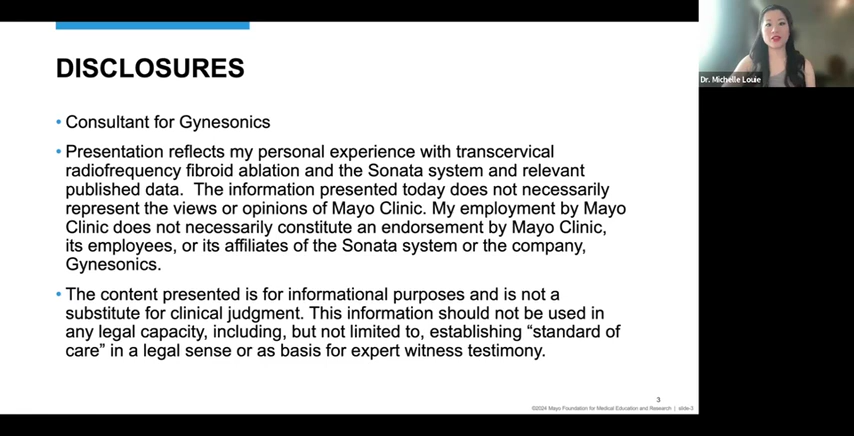 DISCLOSURES
• Consultant for Gynesonics
• Presentation reflects my personal experience with transcervical
radiofrequency fibroid ablation and the Sonata system and relevant
published data.  The information presented today does not necessarily
represent the views or opinions of Mayo Clinic. My employment by Mayo
Clinic does not necessarily constitute an endorsement by Mayo Clinic,
its employees, or its affiliates of the Sonata system or the company,
Gynesonics.
• The content presented is for informational purposes and is not a
substitute for clinical judgment. This information should not be used in
any legal capacity, including, but not limited to, establishing “standard of
care” in a legal sense or as basis for expert witness testimony.
3
©2024 Mayo Foundation for Medical Education and Research | slide-3
Dr. Michelle Louie